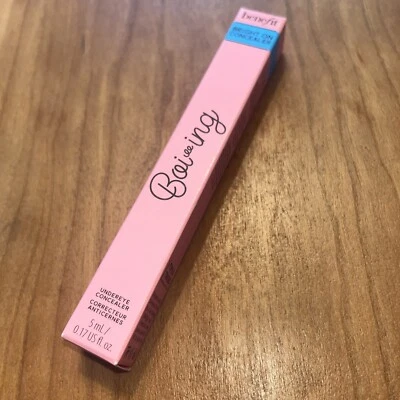 benefit
BRIGHT ON
CONCEALER
Boi-ing
UNDEREYE
CONCEALER
CORRECTEUR
ANTICERNES
5 mL /
0.17 US fl. oz.